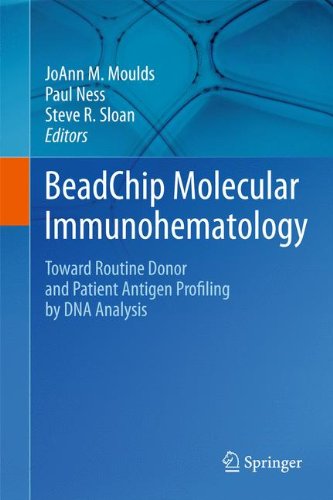 JoAnn M. Moulds
Paul Ness
Steve R. Sloan
Editors
BeadChip Molecular
Immunohematology
Toward Routine Donor
and Patient Antigen Profiling
by DNA Analysis
Springer